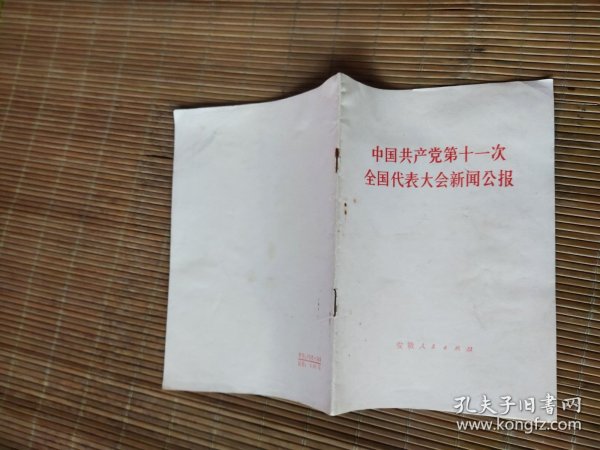 中国共产党第十一次
全国代表大会新闻公报
安徽人民出版社
孔夫子旧书网
www.kongfz.com